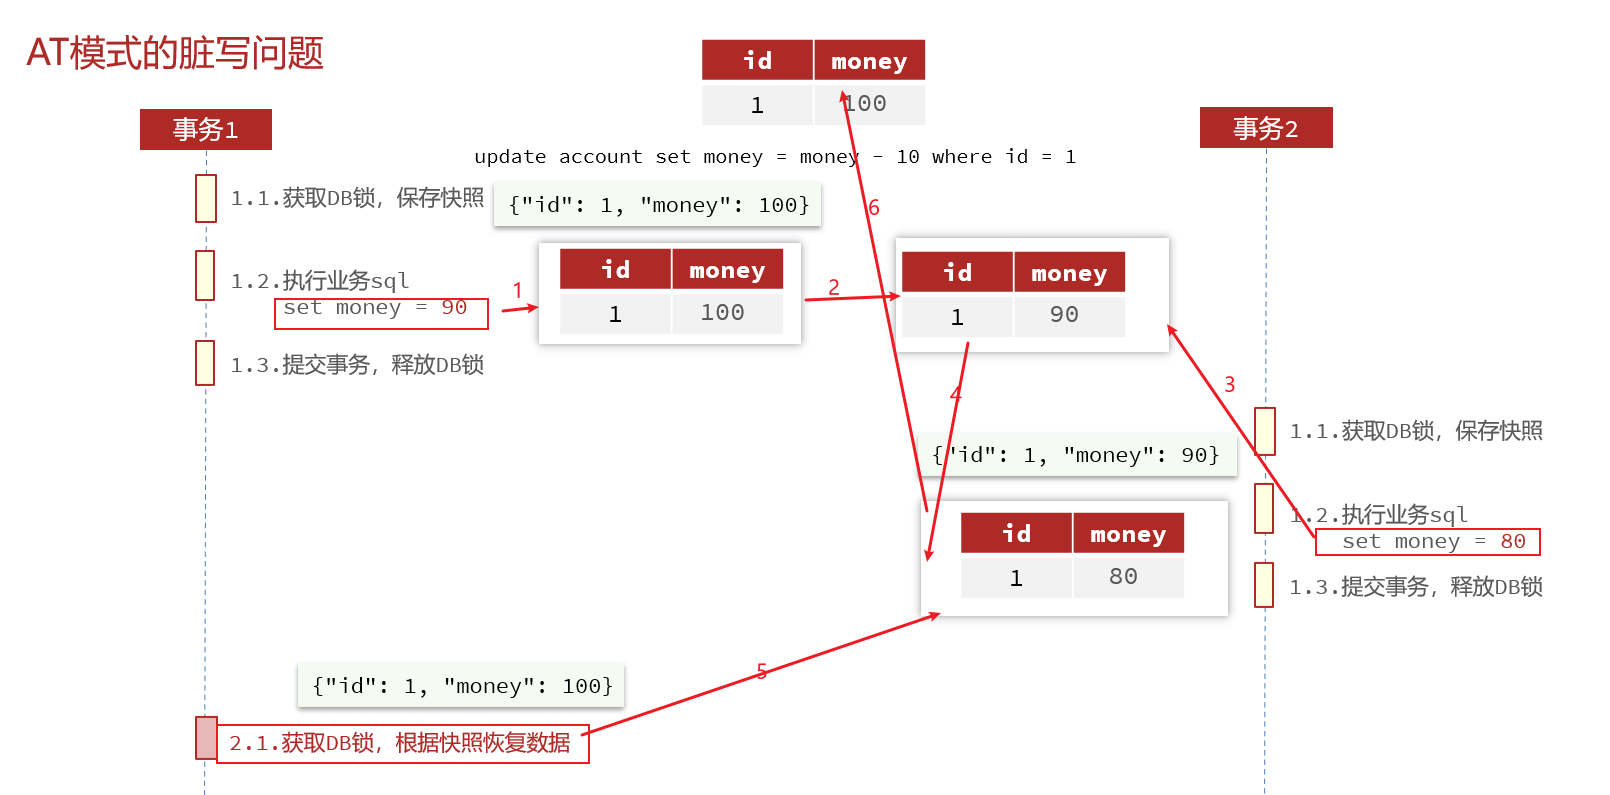 AT模式的脏写问题
id money
1 100
事务1
事务2
update account set money = money - 10 where id = 1
1.1.获取DB锁，保存快照
{"id": 1, "money": 100}
6
1.2.执行业务sql
set money = 90
1
id money
1 100
2
id money
1 90
1.3.提交事务，释放DB锁
3
4
1.1.获取DB锁，保存快照
{"id": 1, "money": 90}
1.2.执行业务sql
set money = 80
id money
1 80
1.3.提交事务，释放DB锁
5
{"id": 1, "money": 100}
2.1.获取DB锁，根据快照恢复数据